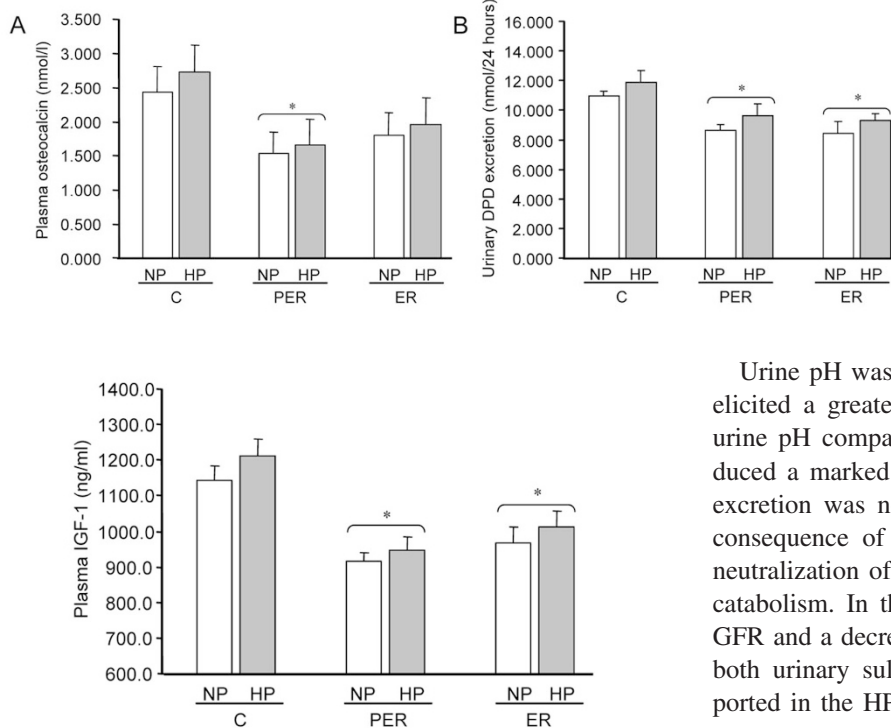 A
Plasma osteocalcin (nmol/l)
3.500
3.000
2.500
2.000
1.500
1.000
0.500
0.000
*
NP HP NP HP NP HP
C PER ER
B
Urinary DPD excretion (nmol/24 hours)
16.000
14.000
12.000
10.000
8.000
6.000
4.000
2.000
0.000
* *
NP HP NP HP NP HP
C PER ER
Plasma IGF-1 (ng/ml)
1400.0
1300.0
1200.0
1100.0
1000.0
900.0
800.0
700.0
600.0
* *
NP HP NP HP NP HP
C PER ER
Urine pH was
elicited a greate
urine pH compa
duced a marked
excretion was n
consequence of
neutralization of
catabolism. In th
GFR and a decre
both urinary sul
ported in the HP